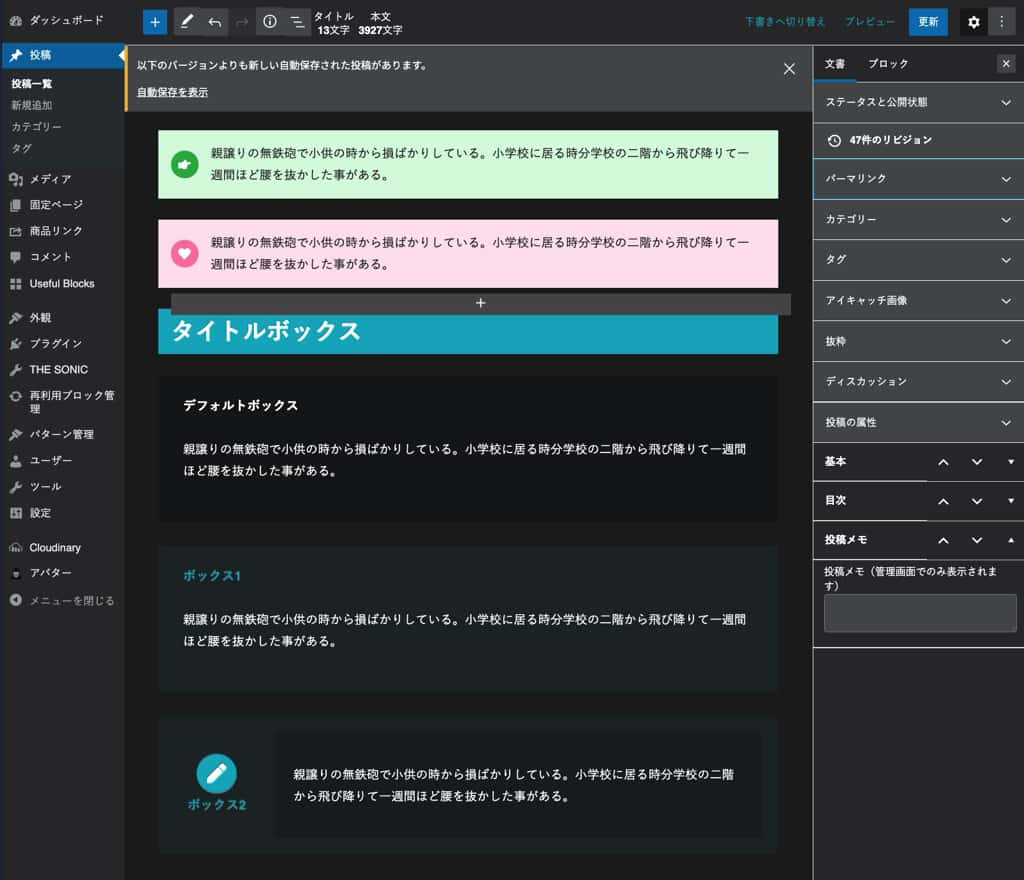 ダッシュボード
投稿
投稿一覧
新規追加
カテゴリー
タグ
メディア
固定ページ
商品リンク
コメント
Useful Blocks
外観
プラグイン
THE SONIC
再利用ブロック管
理
パターン管理
ユーザー
ツール
設定
Cloudinary
アバター
メニューを閉じる
タイトル 本文
13文字 3927文字
下書きへ切り替え プレビュー 更新
以下のバージョンよりも新しい自動保存された投稿があります。
自動保存を表示
親譲りの無鉄砲で小供の時から損ばかりしている。小学校に居る時分学校の二階から飛び降りて一
週間ほど腰を抜かした事がある。
親譲りの無鉄砲で小供の時から損ばかりしている。小学校に居る時分学校の二階から飛び降りて一
週間ほど腰を抜かした事がある。
タイトルボックス
デフォルトボックス
親譲りの無鉄砲で小供の時から損ばかりしている。小学校に居る時分学校の二階から飛び降りて一週間
ほど腰を抜かした事がある。
ボックス1
親譲りの無鉄砲で小供の時から損ばかりしている。小学校に居る時分学校の二階から飛び降りて一週間
ほど腰を抜かした事がある。
ボックス2
親譲りの無鉄砲で小供の時から損ばかりしている。小学校に居る時分学校の二階
から飛び降りて一週間ほど腰を抜かした事がある。
文書 ブロック
ステータスと公開状態
47件のリビジョン
パーマリンク
カテゴリー
タグ
アイキャッチ画像
抜粋
ディスカッション
投稿の属性
基本
目次
投稿メモ
投稿メモ（管理画面でのみ表示されま
す）